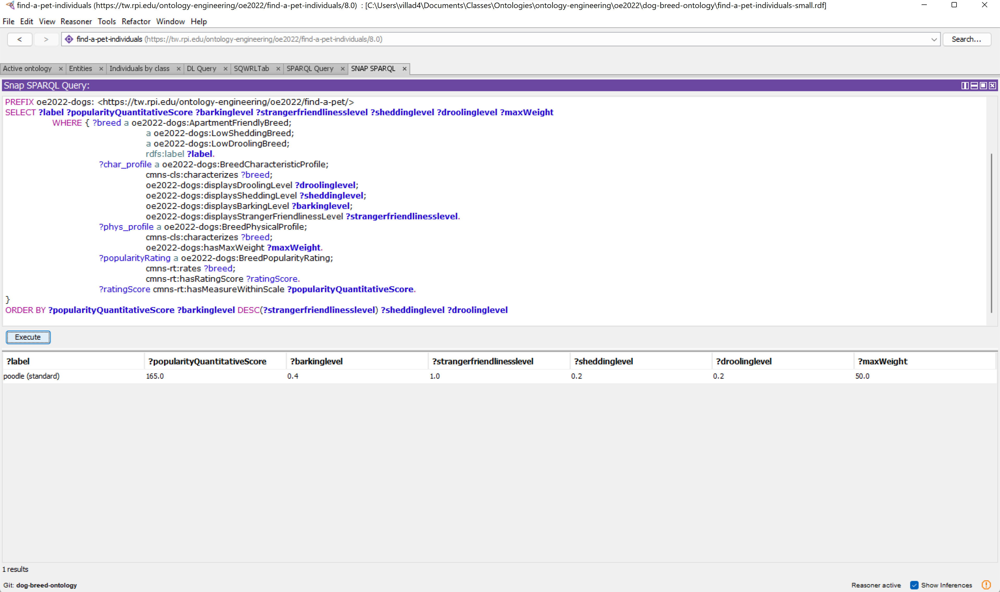 find-a-pet-individuals (https://tw.rpi.edu/ontology-engineering/oe2022/find-a-pet-individuals/8.0) : [C:\Users\villad4\Documents\Classes\Ontologies\ontology-engineering\oe2022\dog-breed-ontology\find-a-pet-individuals-small.rdf]
File Edit View Reasoner Tools Refactor Window Help
< > find-a-pet-individuals (https://tw.rpi.edu/ontology-engineering/oe2022/find-a-pet-individuals/8.0) Search...
Active ontology × Entities × Individuals by class × DL Query × SQWRLTab × SPARQL Query × SNAP SPARQL ×
Snap SPARQL Query:
PREFIX oe2022-dogs: <https://tw.rpi.edu/ontology-engineering/oe2022/find-a-pet/>
SELECT ?label ?popularityQuantitativeScore ?barkinglevel ?strangerfriendlinesslevel ?sheddinglevel ?droolinglevel ?maxWeight
WHERE { ?breed a oe2022-dogs:ApartmentFriendlyBreed;
a oe2022-dogs:LowSheddingBreed;
a oe2022-dogs:LowDroolingBreed;
rdfs:label ?label.
?char_profile a oe2022-dogs:BreedCharacteristicProfile;
cmns-cls:characterizes ?breed;
oe2022-dogs:displaysDroolingLevel ?droolinglevel;
oe2022-dogs:displaysSheddingLevel ?sheddinglevel;
oe2022-dogs:displaysBarkingLevel ?barkinglevel;
oe2022-dogs:displaysStrangerFriendlinessLevel ?strangerfriendlinesslevel.
?phys_profile a oe2022-dogs:BreedPhysicalProfile;
cmns-cls:characterizes ?breed;
oe2022-dogs:hasMaxWeight ?maxWeight.
?popularityRating a oe2022-dogs:BreedPopularityRating;
cmns-rt:rates ?breed;
cmns-rt:hasRatingScore ?ratingScore.
?ratingScore cmns-rt:hasMeasureWithinScale ?popularityQuantitativeScore.
}
ORDER BY ?popularityQuantitativeScore ?barkinglevel DESC(?strangerfriendlinesslevel) ?sheddinglevel ?droolinglevel
Execute
?label ?popularityQuantitativeScore ?barkinglevel ?strangerfriendlinesslevel ?sheddinglevel ?droolinglevel ?maxWeight
poodle (standard) 165.0 0.4 1.0 0.2 0.2 50.0
1 results
Git: dog-breed-ontology Reasoner active Show Inferences